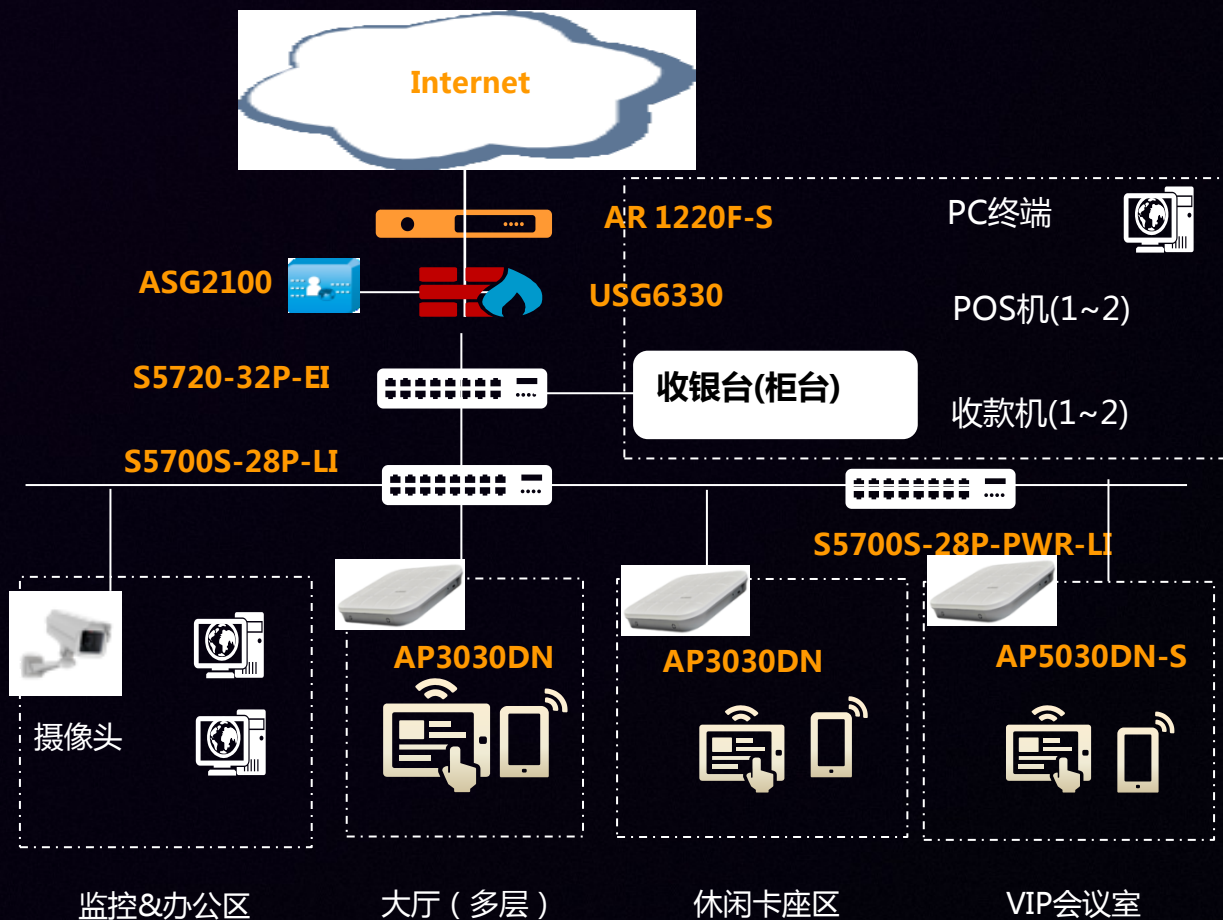 Internet
AR 1220F-S
PC终端
ASG2100
USG6330
POS机(1~2)
S5720-32P-EI
收银台(柜台)
收款机(1~2)
S5700S-28P-LI
S5700S-28P-PWR-LI
AP3030DN
AP3030DN
AP5030DN-S
摄像头
监控&办公区
大厅（多层）
休闲卡座区
VIP会议室